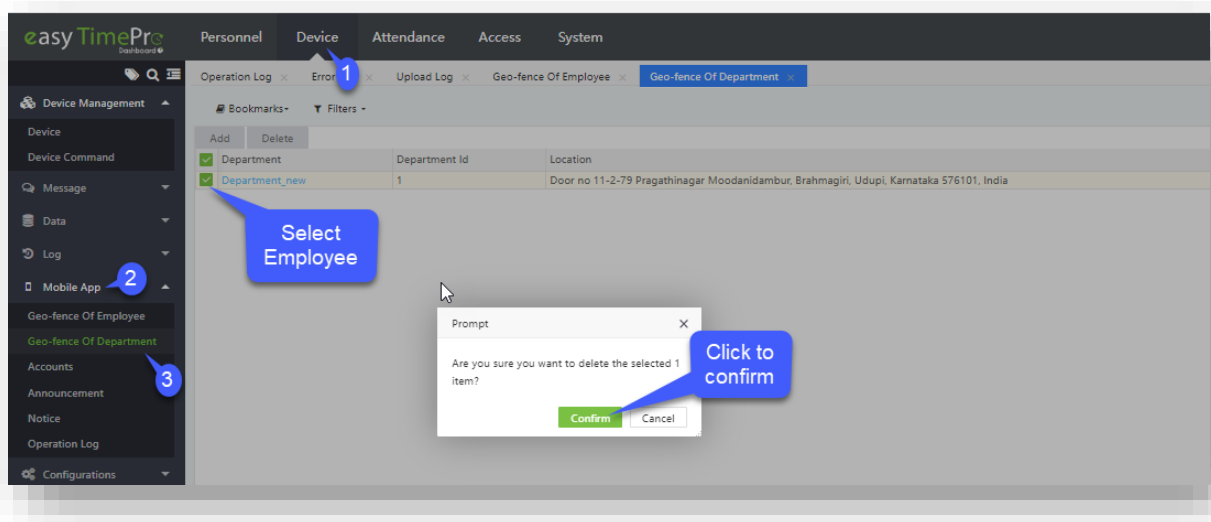 easy TimePro
Dashboard
Personnel Device Attendance Access System
Operation Log × Error × Upload Log × Geo-fence Of Employee × Geo-fence Of Department ×
1
Bookmarks Filters
Add Delete
Department Department Id Location
Department_new 1 Door no 11-2-79 Pragathinagar Moodanidambur, Brahmagiri, Udupi, Karnataka 576101, India
Device Management
Device
Device Command
Message
Data
Log
Mobile App
2
Geo-fence Of Employee
Geo-fence Of Department
3
Accounts
Announcement
Notice
Operation Log
Configurations
Select
Employee
Prompt ×
Are you sure you want to delete the selected 1
item?
Confirm Cancel
Click to
confirm